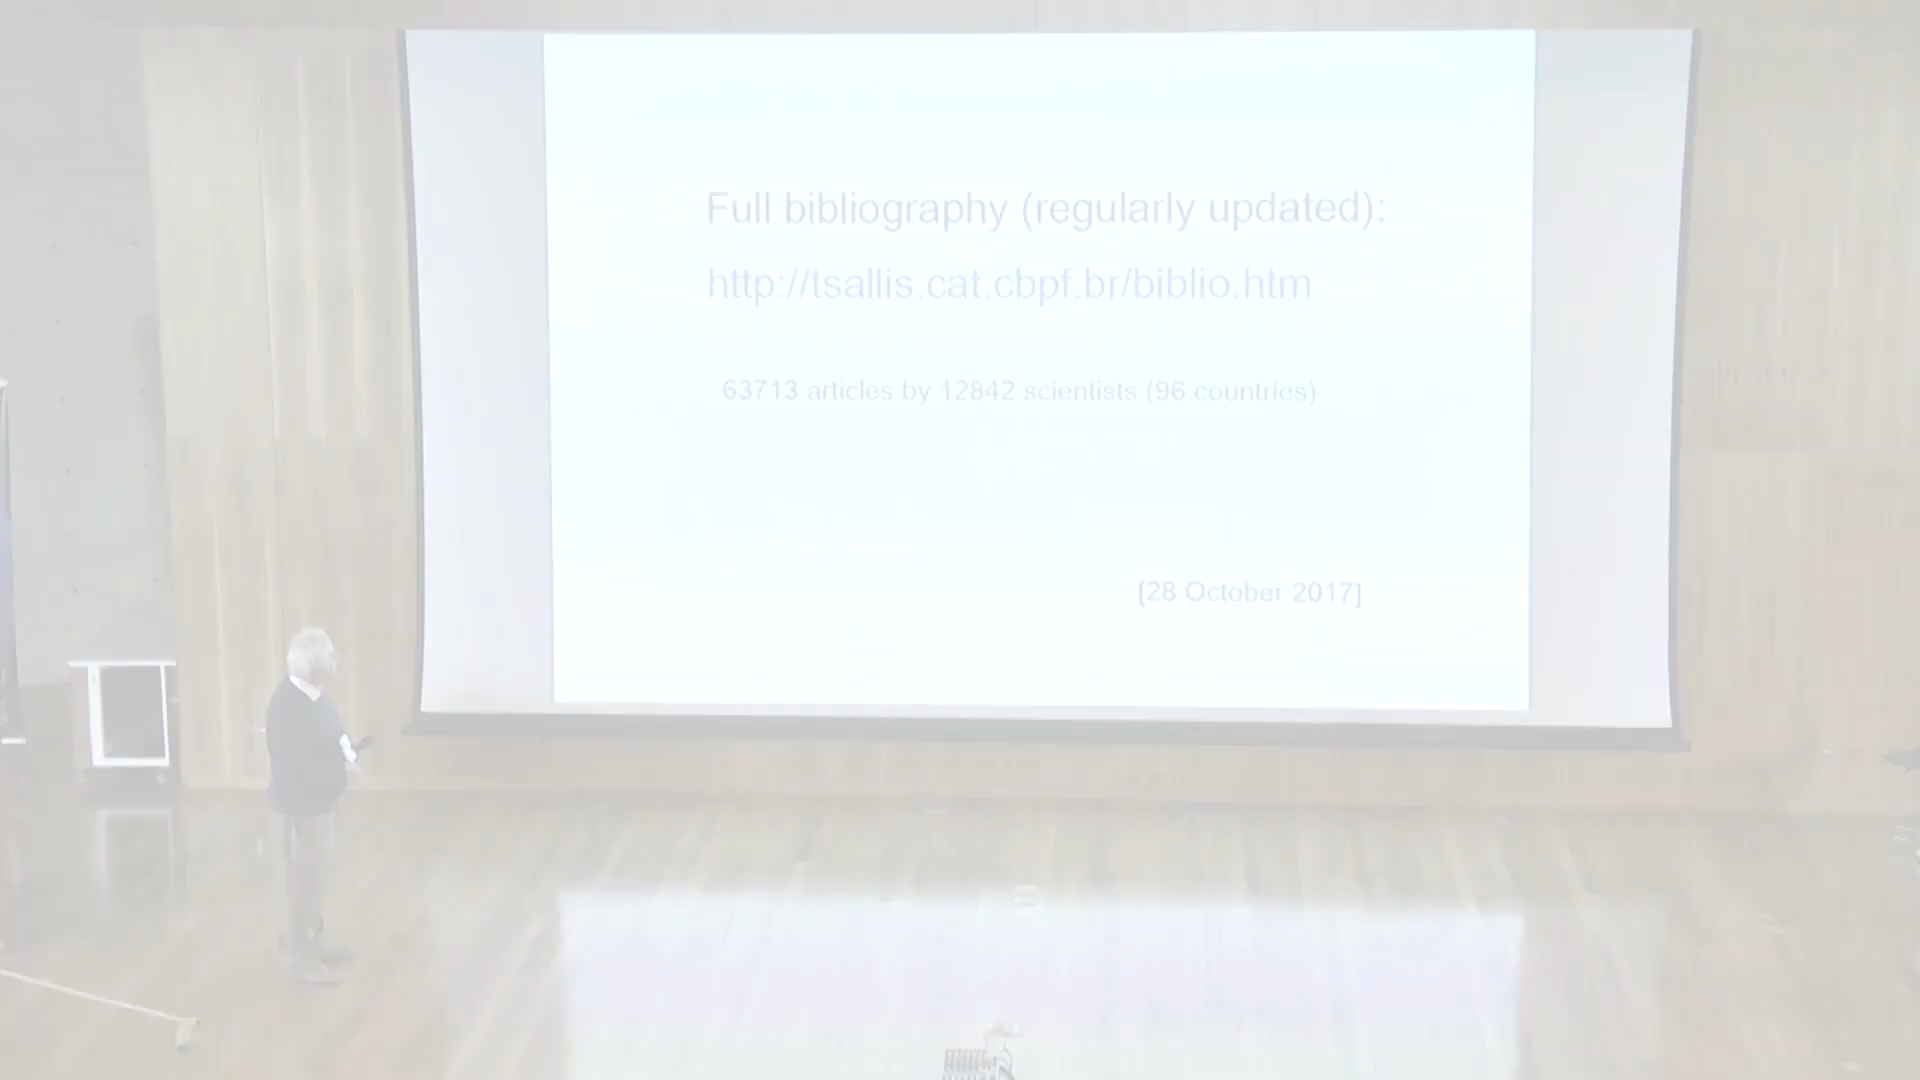 Full bibliography (regularly updated):
http://tsallis.cat.cbpf.br/biblio.htm
63713 articles by 12842 scientists (96 countries)
[28 October 2017]